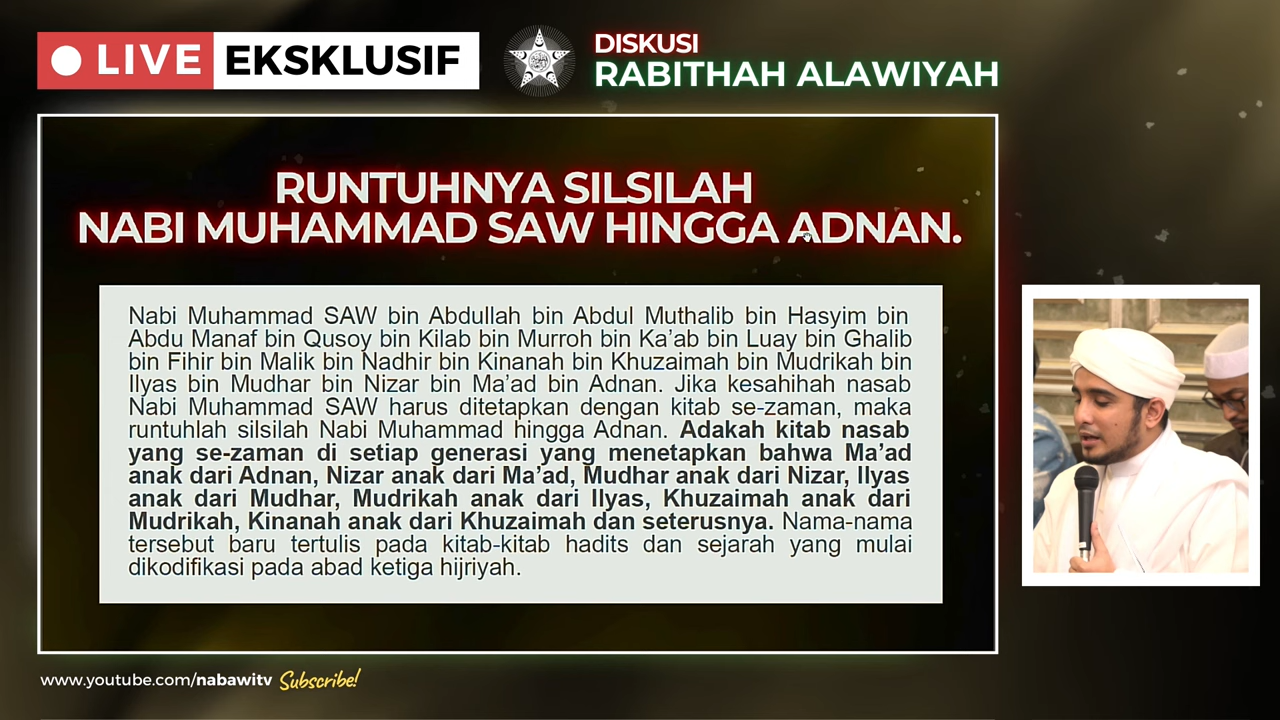 LIVE EKSKLUSIF
DISKUSI
RABITHAH ALAWIYAH
RUNTUHNYA SILSILAH
NABI MUHAMMAD SAW HINGGA ADNAN.
Nabi Muhammad SAW bin Abdullah bin Abdul Muthalib bin Hasyim bin
Abdu Manaf bin Qusoy bin Kilab bin Murroh bin Ka’ab bin Luay bin Ghalib
bin Fihir bin Malik bin Nadhir bin Kinanah bin Khuzaimah bin Mudrikah bin
Ilyas bin Mudhar bin Nizar bin Ma’ad bin Adnan. Jika kesahihah nasab
Nabi Muhammad SAW harus ditetapkan dengan kitab se-zaman, maka
runtuhlah silsilah Nabi Muhammad hingga Adnan. Adakah kitab nasab
yang se-zaman di setiap generasi yang menetapkan bahwa Ma’ad
anak dari Adnan, Nizar anak dari Ma’ad, Mudhar anak dari Nizar, Ilyas
anak dari Mudhar, Mudrikah anak dari Ilyas, Khuzaimah anak dari
Mudrikah, Kinanah anak dari Khuzaimah dan seterusnya. Nama-nama
tersebut baru tertulis pada kitab-kitab hadits dan sejarah yang mulai
dikodifikasi pada abad ketiga hijriyah.
www.youtube.com/nabawitv Subscribe!